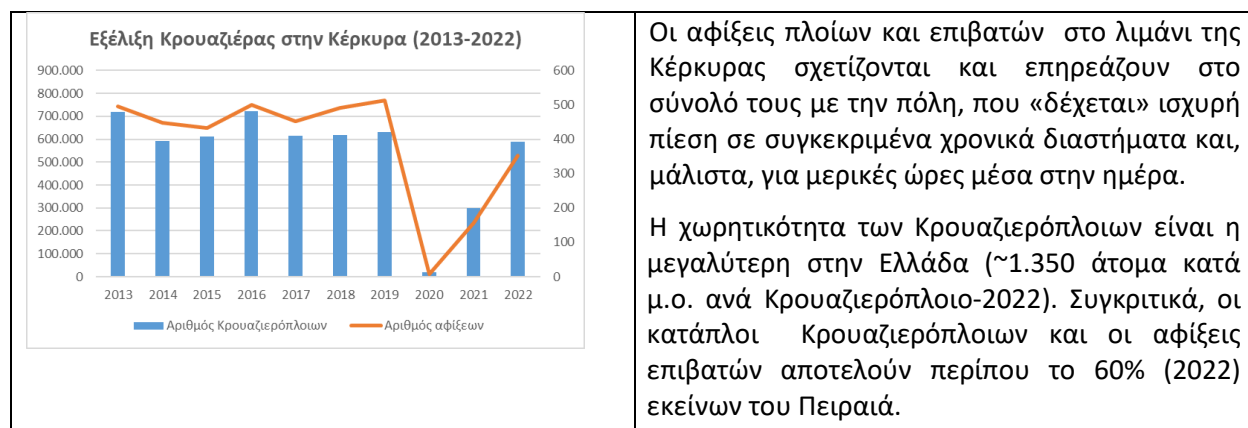 Εξέλιξη Κρουαζιέρας στην Κέρκυρα (2013-2022)
900.000
800.000
700.000
600.000
500.000
400.000
300.000
200.000
100.000
0
600
500
400
300
200
100
0
2013 2014 2015 2016 2017 2018 2019 2020 2021 2022
Αριθμός Κρουαζιερόπλοιων Αριθμός αφίξεων
Οι αφίξεις πλοίων και επιβατών στο λιμάνι της
Κέρκυρας σχετίζονται και επηρεάζουν στο
σύνολό τους με την πόλη, που «δέχεται» ισχυρή
πίεση σε συγκεκριμένα χρονικά διαστήματα και,
μάλιστα, για μερικές ώρες μέσα στην ημέρα.
Η χωρητικότητα των Κρουαζιερόπλοιων είναι η
μεγαλύτερη στην Ελλάδα (~1.350 άτομα κατά
μ.ο. ανά Κρουαζιερόπλοιο-2022). Συγκριτικά, οι
κατάπλοι Κρουαζιερόπλοιων και οι αφίξεις
επιβατών αποτελούν περίπου το 60% (2022)
εκείνων του Πειραιά.